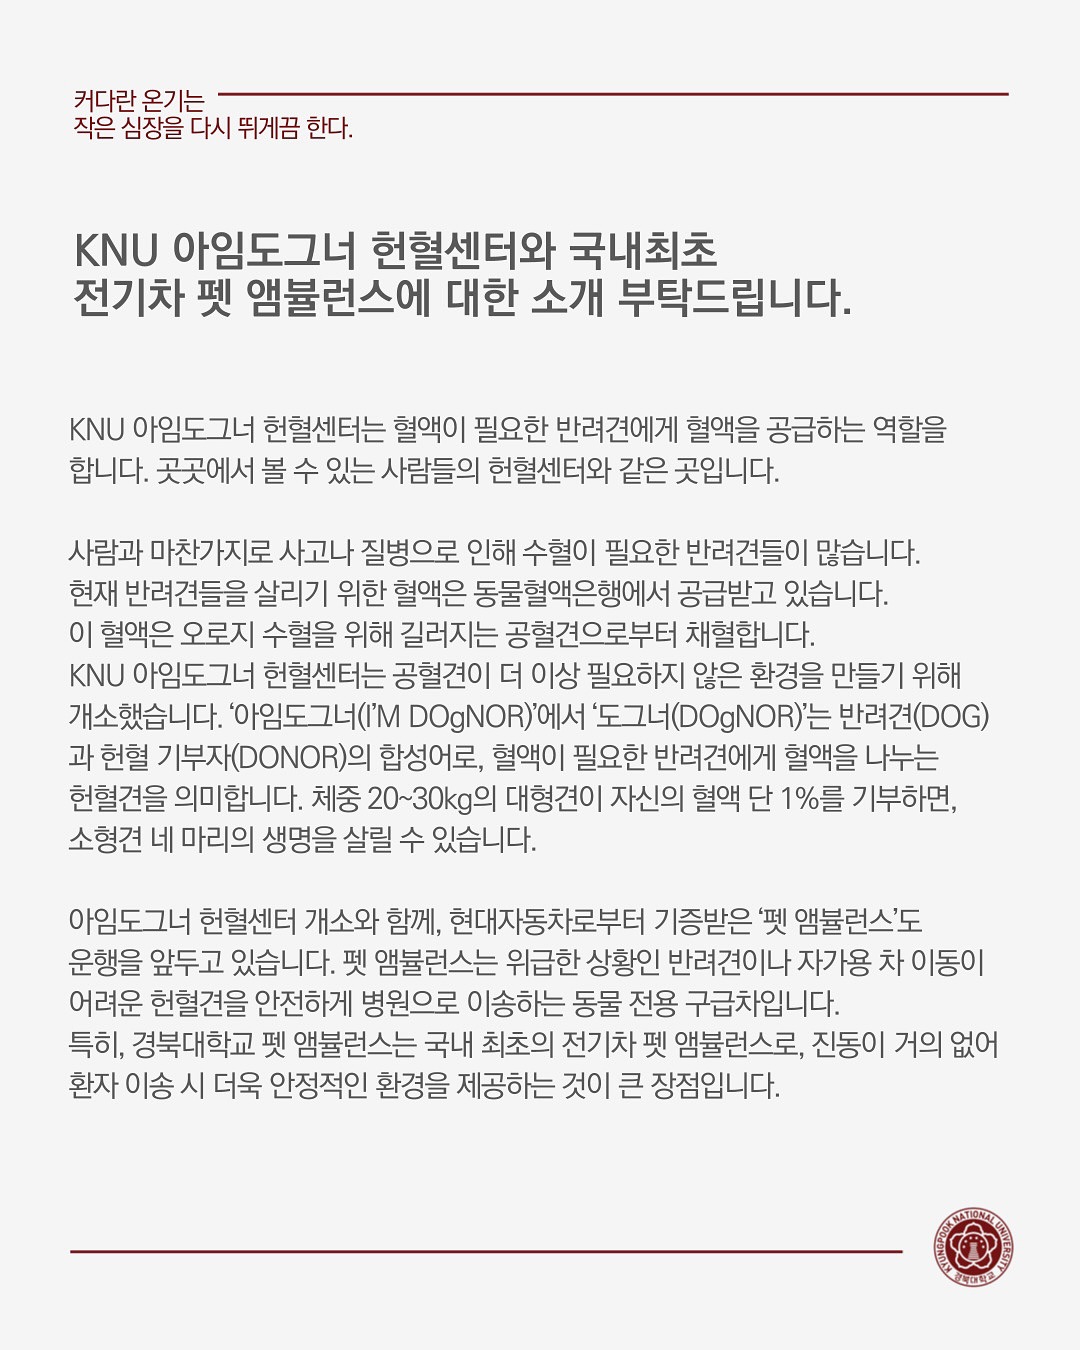 커다란 온기는
작은 심장을 다시 뛰게끔 한다.
KNU 아임도그너 헌혈센터와 국내최초
전기차 펫 앰뷸런스에 대한 소개 부탁드립니다.
KNU 아임도그너 헌혈센터는 혈액이 필요한 반려견에게 혈액을 공급하는 역할을
합니다. 곳곳에서 볼 수 있는 사람들의 헌혈센터와 같은 곳입니다.
사람과 마찬가지로 사고나 질병으로 인해 수혈이 필요한 반려견들이 많습니다.
현재 반려견들을 살리기 위한 혈액은 동물혈액은행에서 공급받고 있습니다.
이 혈액은 오로지 수혈을 위해 길러지는 공혈견으로부터 채혈합니다.
KNU 아임도그너 헌혈센터는 공혈견이 더 이상 필요하지 않은 환경을 만들기 위해
개소했습니다. ‘아임도그너(I’M DOgNOR)’에서 ‘도그너(DOgNOR)’는 반려견(DOG)
과 헌혈 기부자(DONOR)의 합성어로, 혈액이 필요한 반려견에게 혈액을 나누는
헌혈견을 의미합니다. 체중 20~30kg의 대형견이 자신의 혈액 단 1%를 기부하면,
소형견 네 마리의 생명을 살릴 수 있습니다.
아임도그너 헌혈센터 개소와 함께, 현대자동차로부터 기증받은 ‘펫 앰뷸런스’도
운행을 앞두고 있습니다. 펫 앰뷸런스는 위급한 상황인 반려견이나 자가용 차 이동이
어려운 헌혈견을 안전하게 병원으로 이송하는 동물 전용 구급차입니다.
특히, 경북대학교 펫 앰뷸런스는 국내 최초의 전기차 펫 앰뷸런스로, 진동이 거의 없어
환자 이송 시 더욱 안정적인 환경을 제공하는 것이 큰 장점입니다.
KYUNGPOOK NATIONAL UNIVERSITY
경북대학교